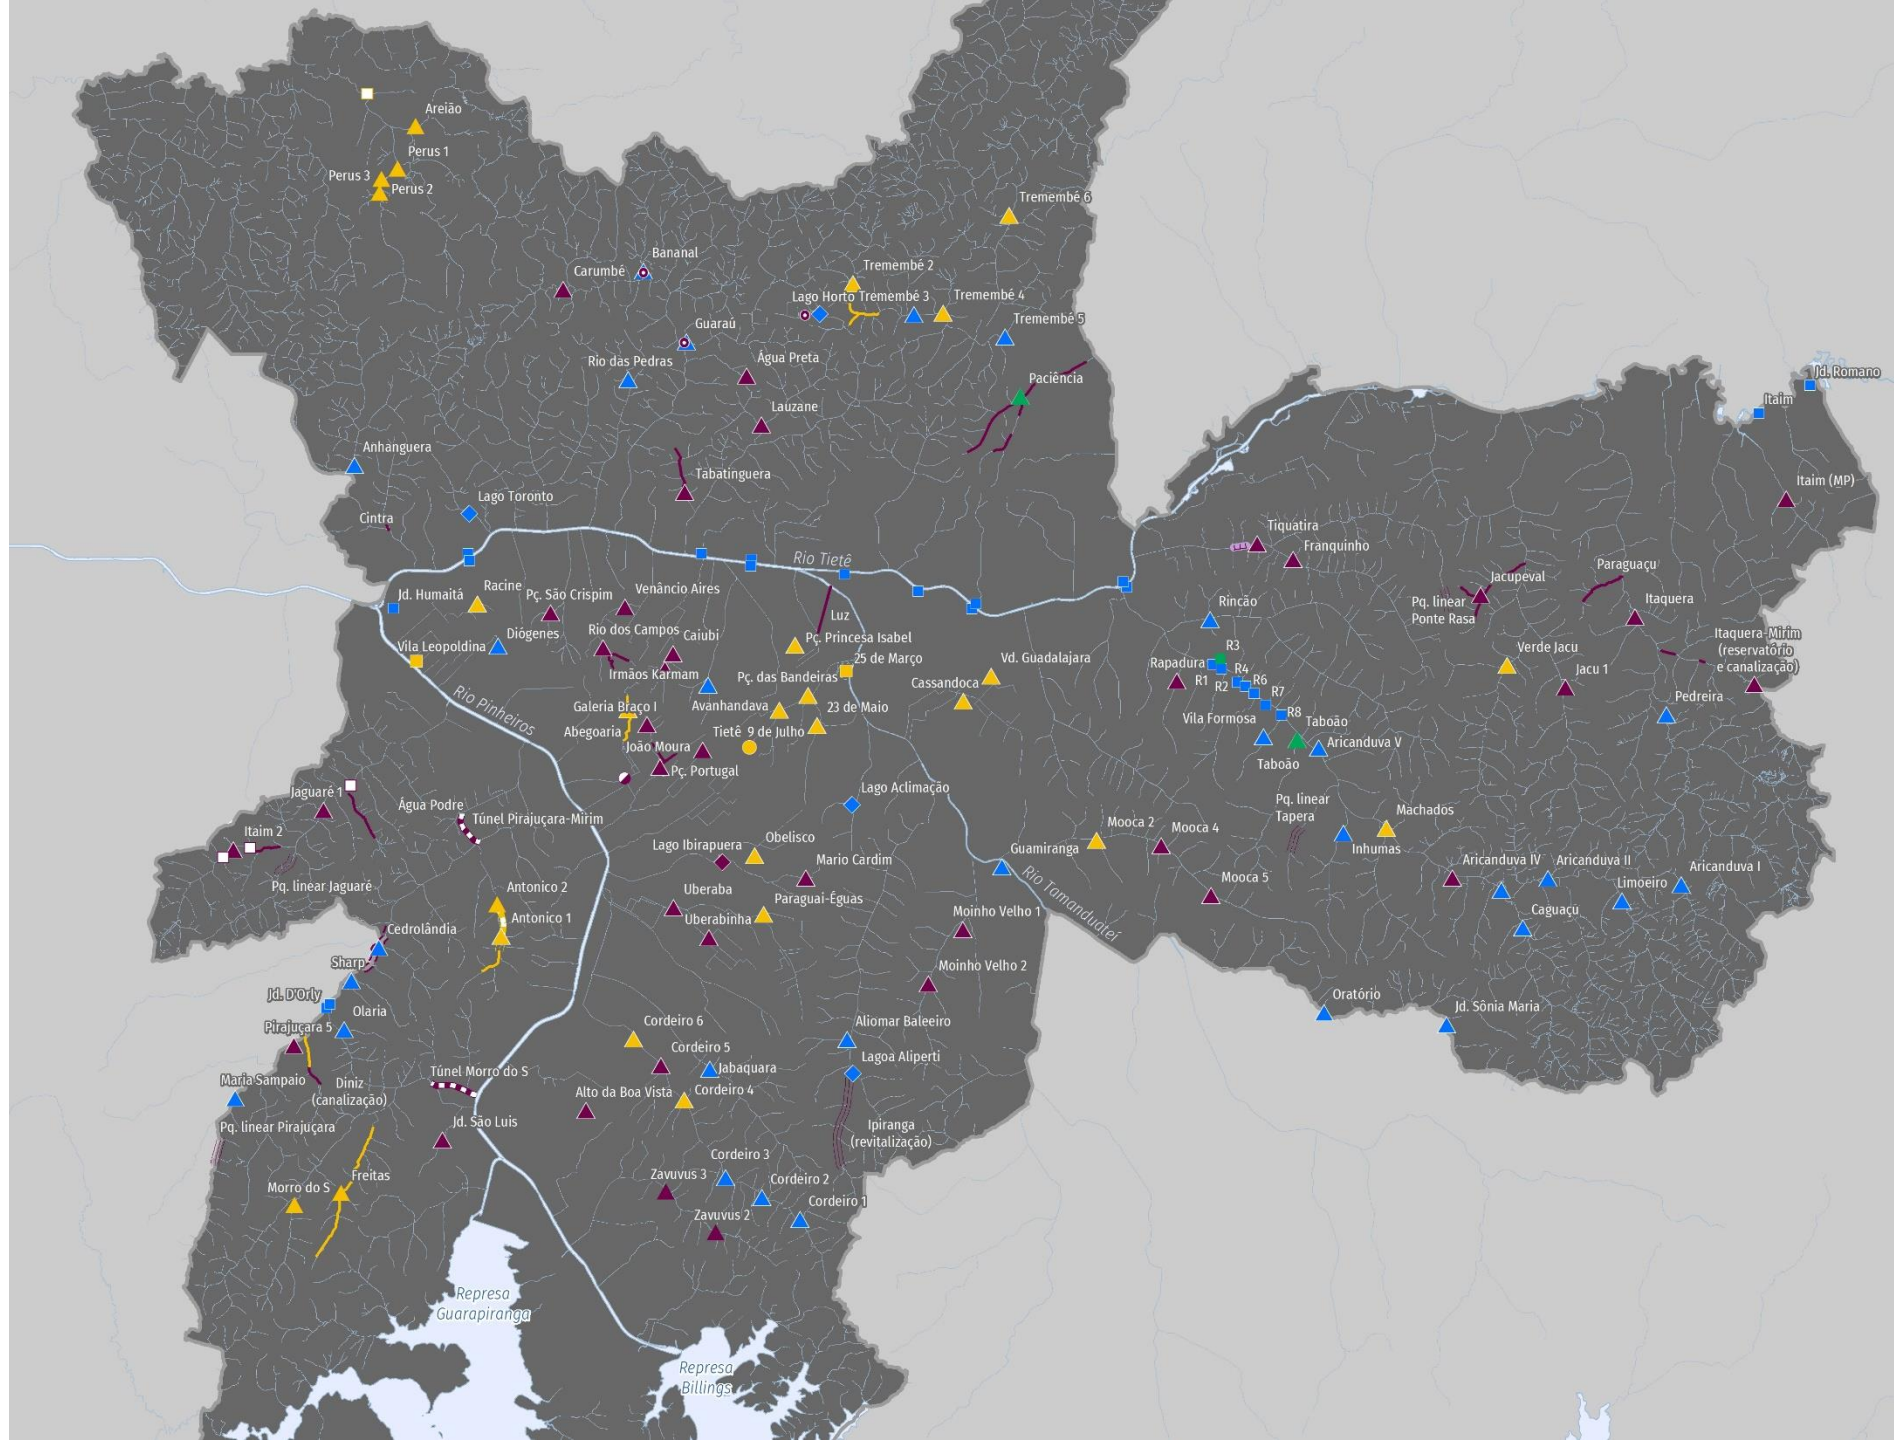 Areião
Perus 1
Perus 3
Perus 2
Tremembé 6
Bananal
Carumbé
Tremembé 2
Lago Horto
Tremembé 3
Tremembé 4
Tremembé 5
Guaraú
Rio das Pedras
Água Preta
Paciência
Lauzane
Jd. Romano
Itaim
Anhanguera
Tabatinguera
Itaim (MP)
Lago Toronto
Cintra
Tiquatira
Franquinho
Rio Tietê
Jd. Humaitá
Racine
Pç. São Crispim
Venâncio Aires
Luz
Rincão
Jacupeval
Paraguaçu
Pq. linear
Ponte Rasa
Itaquera
Vila Leopoldina
Diógenes
Rio dos Campos
Caiubi
Pç. Princesa Isabel
25 de Março
Vd. Guadalajara
R3
Rapadura
R4
R1
R2
R6
R7
R8
Verde Jacu
Jacu 1
Itaquera-Mirim
(reservatório
e canalização)
Irmãos Karmam
Pç. das Bandeiras
Cassandoca
Rio Pinheiros
Galeria Braço I
Avanhandava
23 de Maio
Vila Formosa
Taboão
Pedreira
Abegoaria
João Moura
Tietê
9 de Julho
Aricanduva V
Taboão
Pç. Portugal
Jaguaré 1
Água Podre
Túnel Pirajuçara-Mirim
Lago Aclimação
Pq. linear
Tapera
Machados
Inhumas
Itaim 2
Lago Ibirapuera
Obelisco
Mario Cardim
Guamiranga
Mooca 2
Mooca 4
Rio Tamanduateí
Aricanduva IV
Aricanduva II
Aricanduva I
Pq. linear Jaguaré
Antonico 2
Uberaba
Paraguai-Éguas
Mooca 5
Limoeiro
Caguaçu
Antonico 1
Uberabinha
Moinho Velho 1
Cedrolândia
Sharp
Moinho Velho 2
Jd. D'Orly
Olaria
Oratório
Jd. Sônia Maria
Pirajuçara 5
Cordeiro 6
Aliomar Baleeiro
Cordeiro 5
Lagoa Aliperti
Jabaquara
Maria Sampaio
Diniz
(canalização)
Túnel Morro do S
Alto da Boa Vista
Cordeiro 4
Pq. linear Pirajuçara
Jd. São Luis
Ipiranga
(revitalização)
Cordeiro 3
Freitas
Morro do S
Zavuvus 3
Cordeiro 2
Cordeiro 1
Zavuvus 2
Represa
Guarapiranga
Represa
Billings